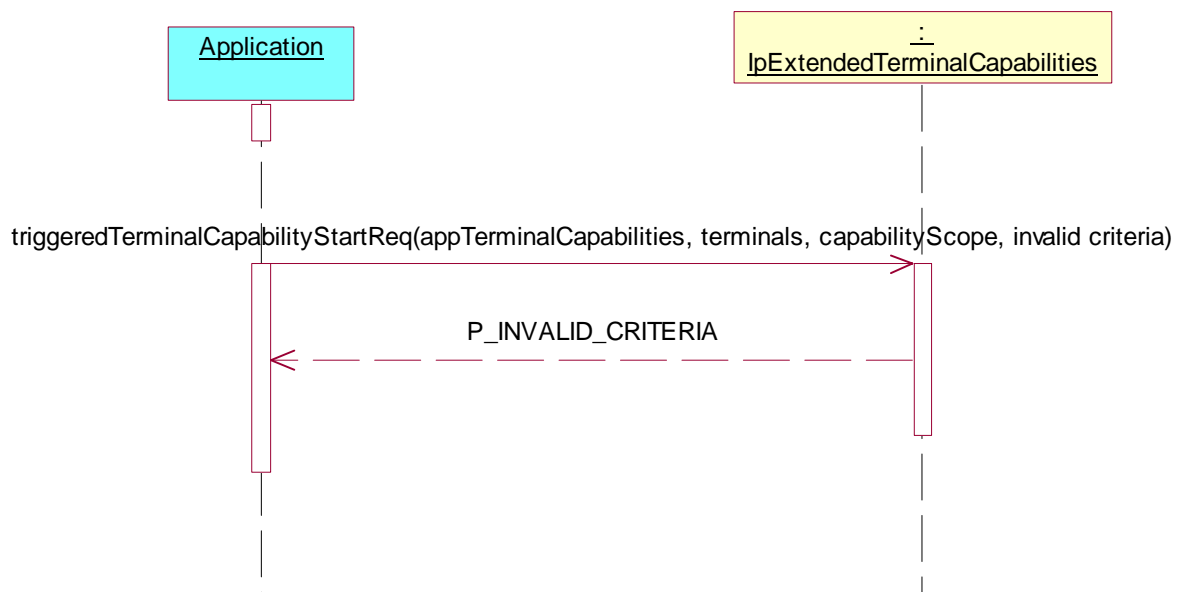 Application
:
IpExtendedTerminalCapabilities
triggeredTerminalCapabilityStartReq(appTerminalCapabilities, terminals, capabilityScope, invalid criteria)
P_INVALID_CRITERIA